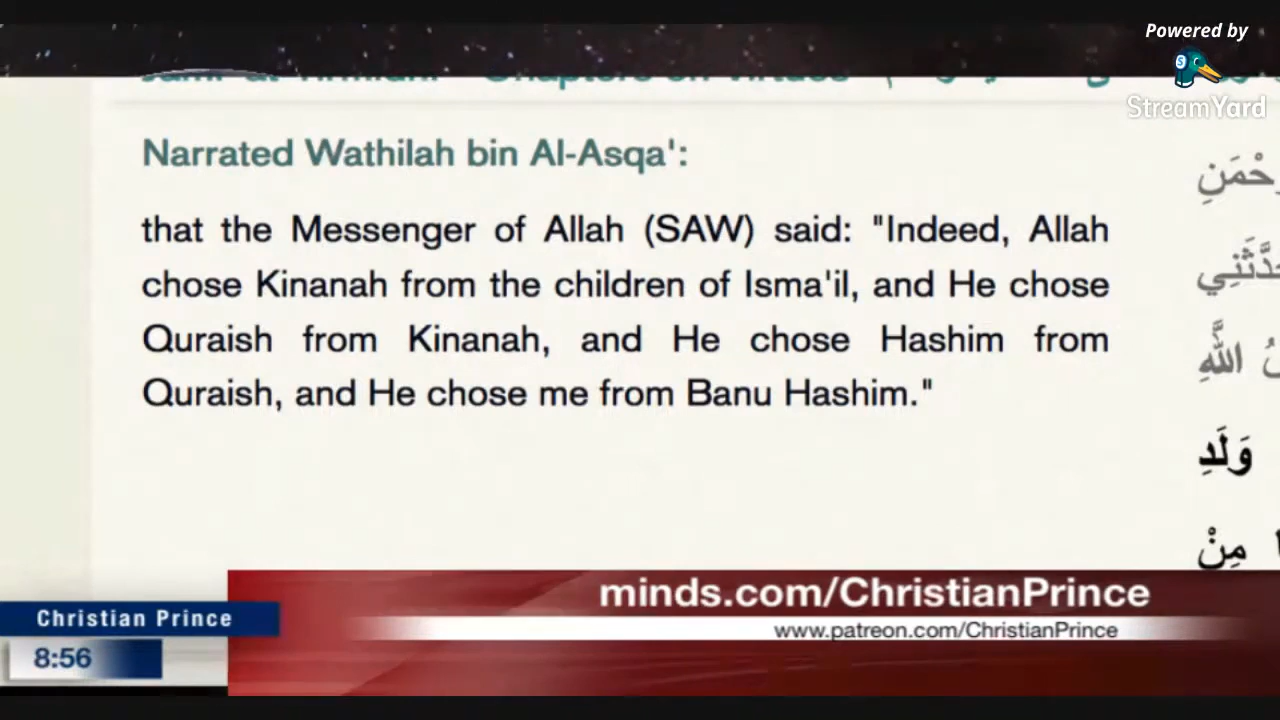 Powered by
StreamYard
Narrated Wathilah bin Al-Asqa':
that the Messenger of Allah (SAW) said: "Indeed, Allah
chose Kinanah from the children of Isma'il, and He chose
Quraish from Kinanah, and He chose Hashim from
Quraish, and He chose me from Banu Hashim."
اللَّهِ
وَلَدِ
مِنْ
minds.com/ChristianPrince
www.patreon.com/ChristianPrince
Christian Prince
8:56